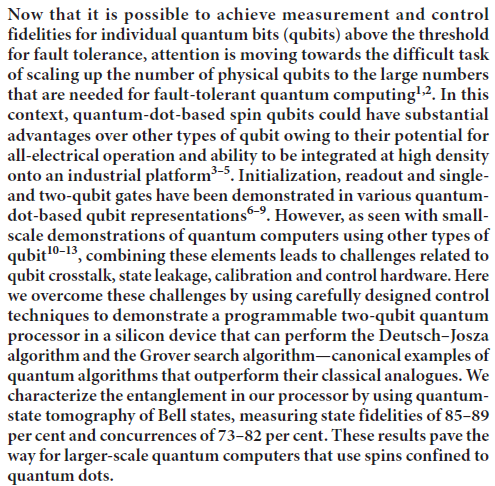 Now that it is possible to achieve measurement and control
fidelities for individual quantum bits (qubits) above the threshold
for fault tolerance, attention is moving towards the difficult task
of scaling up the number of physical qubits to the large numbers
that are needed for fault-tolerant quantum computing¹,². In this
context, quantum-dot-based spin qubits could have substantial
advantages over other types of qubit owing to their potential for
all-electrical operation and ability to be integrated at high density
onto an industrial platform³⁻⁵. Initialization, readout and single-
and two-qubit gates have been demonstrated in various quantum-
dot-based qubit representations⁶⁻⁹. However, as seen with small-
scale demonstrations of quantum computers using other types of
qubit¹⁰⁻¹³, combining these elements leads to challenges related to
qubit crosstalk, state leakage, calibration and control hardware. Here
we overcome these challenges by using carefully designed control
techniques to demonstrate a programmable two-qubit quantum
processor in a silicon device that can perform the Deutsch–Josza
algorithm and the Grover search algorithm—canonical examples of
quantum algorithms that outperform their classical analogues. We
characterize the entanglement in our processor by using quantum-
state tomography of Bell states, measuring state fidelities of 85–89
per cent and concurrences of 73–82 per cent. These results pave the
way for larger-scale quantum computers that use spins confined to
quantum dots.